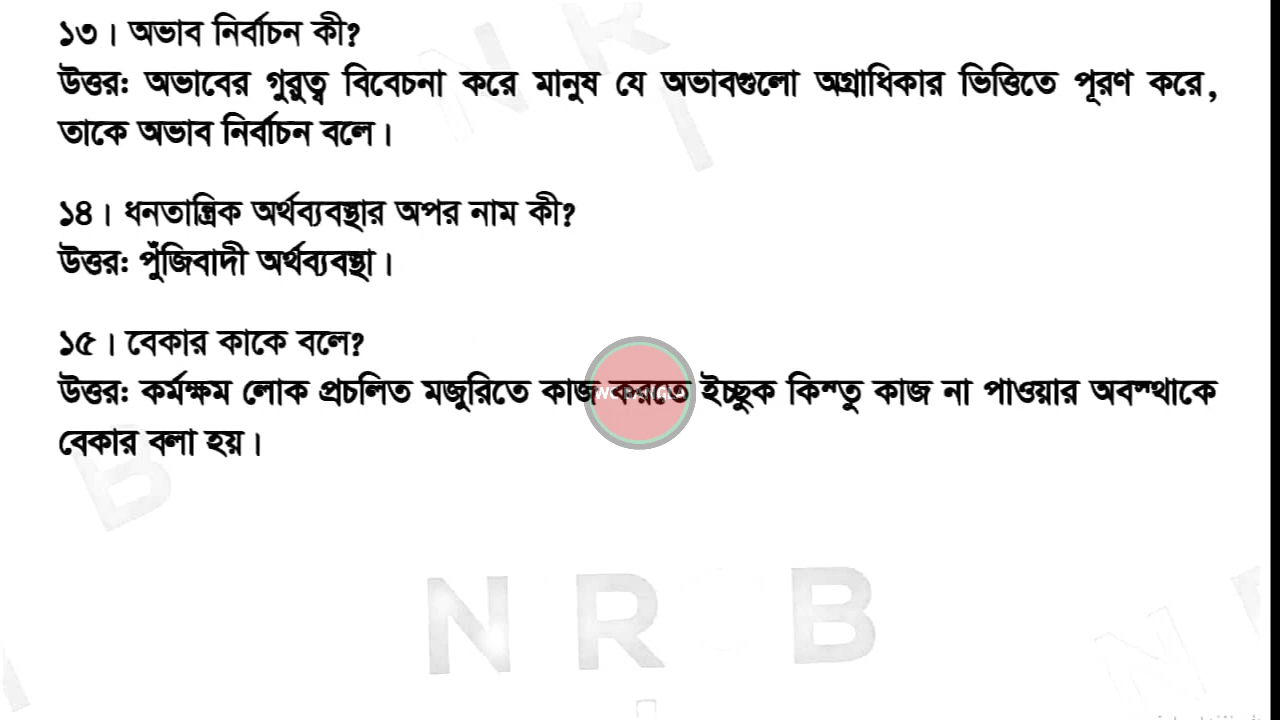 ১৩। অভাব নির্বাচন কী?
উত্তর: অভাবের গুরুত্ব বিবেচনা করে মানুষ যে অভাবগুলো অগ্রাধিকার ভিত্তিতে পূরণ করে,
তাকে অভাব নির্বাচন বলে।
১৪। ধনতান্ত্রিক অর্থব্যবস্থার অপর নাম কী?
উত্তর: পুঁজিবাদী অর্থব্যবস্থা।
১৫। বেকার কাকে বলে?
উত্তর: কর্মক্ষম লোক প্রচলিত মজুরিতে কাজ করতে ইচ্ছুক কিন্তু কাজ না পাওয়ার অবস্থাকে
বেকার বলা হয়।
N R B